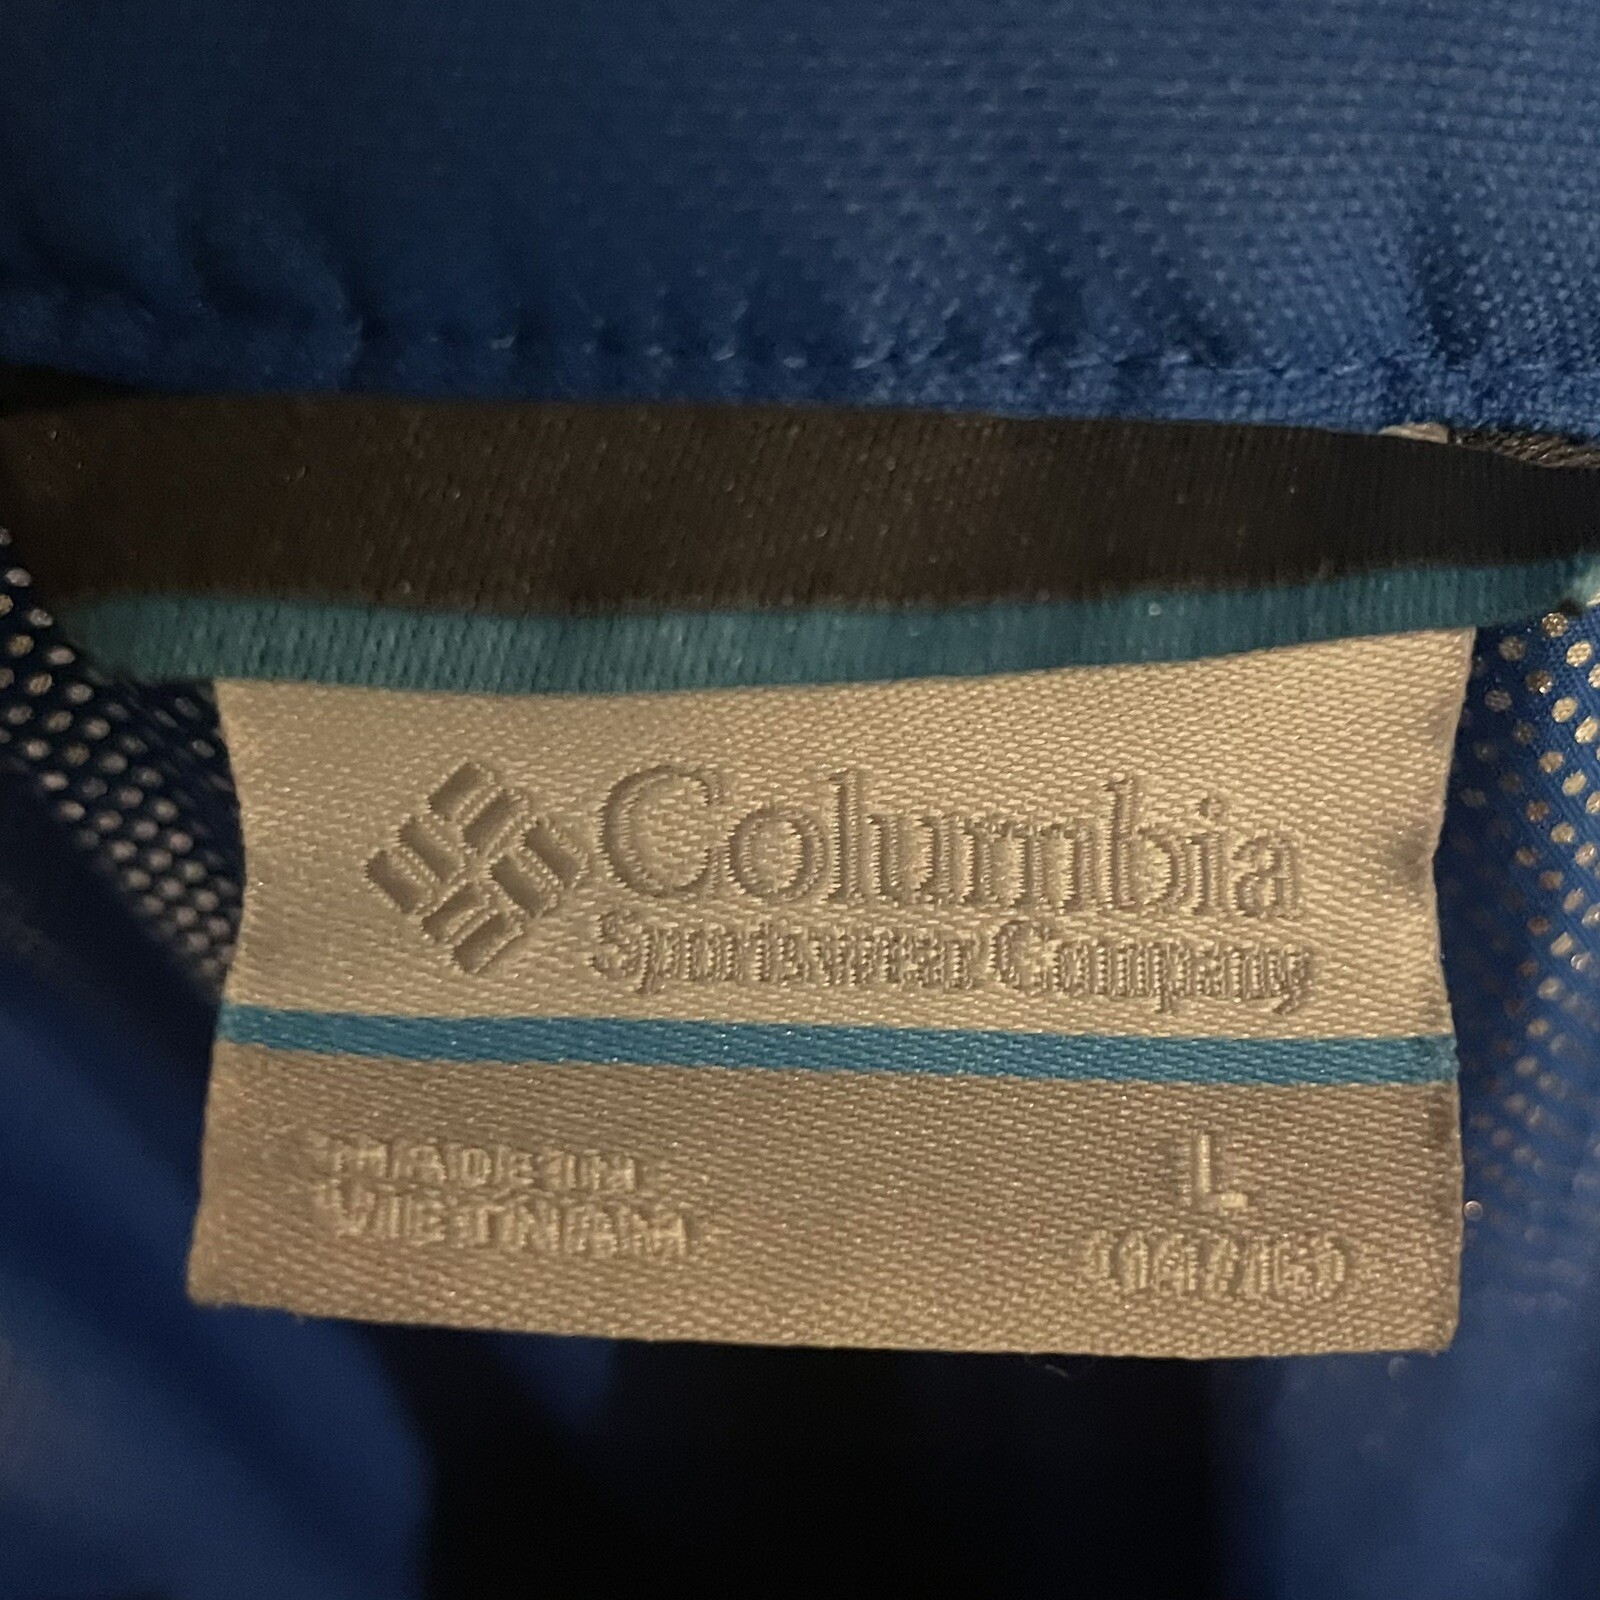 Columbia
Sportswear Company
MADE IN
VIETNAM
L
(14/16)